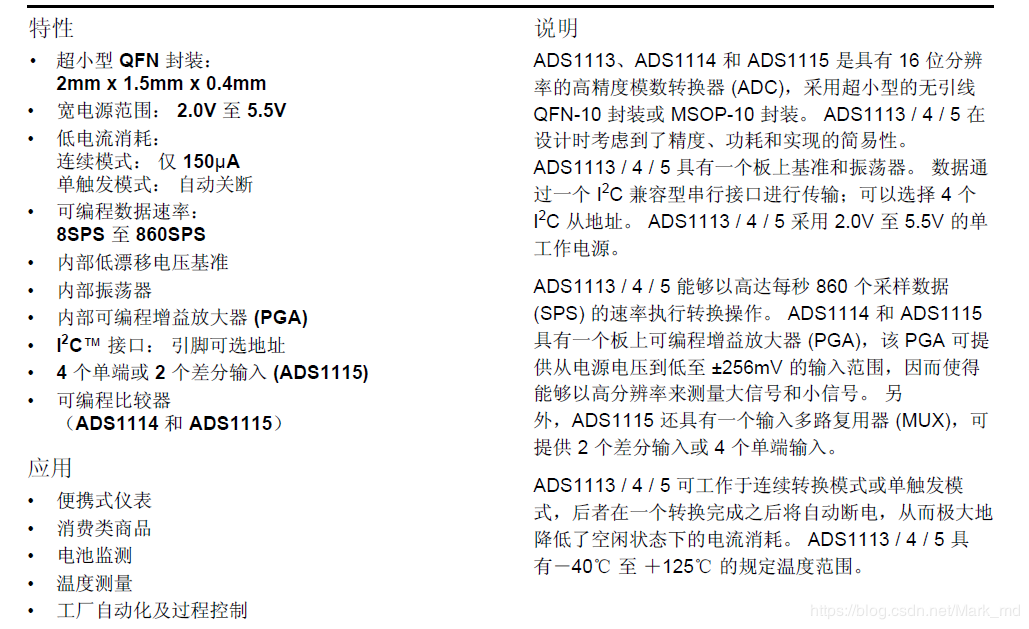 特性
• 超小型 QFN 封装：
2mm x 1.5mm x 0.4mm
• 宽电源范围： 2.0V 至 5.5V
• 低电流消耗：
连续模式： 仅 150μA
单触发模式： 自动关断
• 可编程数据速率：
8SPS 至 860SPS
• 内部低漂移电压基准
• 内部振荡器
• 内部可编程增益放大器 (PGA)
• I²C™ 接口： 引脚可选地址
• 4 个单端或 2 个差分输入 (ADS1115)
• 可编程比较器
（ADS1114 和 ADS1115）
应用
• 便携式仪表
• 消费类商品
• 电池监测
• 温度测量
• 工厂自动化及过程控制
说明
ADS1113、ADS1114 和 ADS1115 是具有 16 位分辨
率的高精度模数转换器 (ADC)，采用超小型的无引线
QFN-10 封装或 MSOP-10 封装。 ADS1113 / 4 / 5 在
设计时考虑到了精度、功耗和实现的简易性。
ADS1113 / 4 / 5 具有一个板上基准和振荡器。 数据通
过一个 I²C 兼容型串行接口进行传输；可以选择 4 个
I²C 从地址。 ADS1113 / 4 / 5 采用 2.0V 至 5.5V 的单
工作电源。
ADS1113 / 4 / 5 能够以高达每秒 860 个采样数据
(SPS) 的速率执行转换操作。 ADS1114 和 ADS1115
具有一个板上可编程增益放大器 (PGA)，该 PGA 可提
供从电源电压到低至 ±256mV 的输入范围，因而使得
能够以高分辨率来测量大信号和小信号。 另
外，ADS1115 还具有一个输入多路复用器 (MUX)，可
提供 2 个差分输入或 4 个单端输入。
ADS1113 / 4 / 5 可工作于连续转换模式或单触发模
式，后者在一个转换完成之后将自动断电，从而极大地
降低了空闲状态下的电流消耗。 ADS1113 / 4 / 5 具
有－40℃ 至 ＋125℃ 的规定温度范围。
https://blog.csdn.net/Mark_md